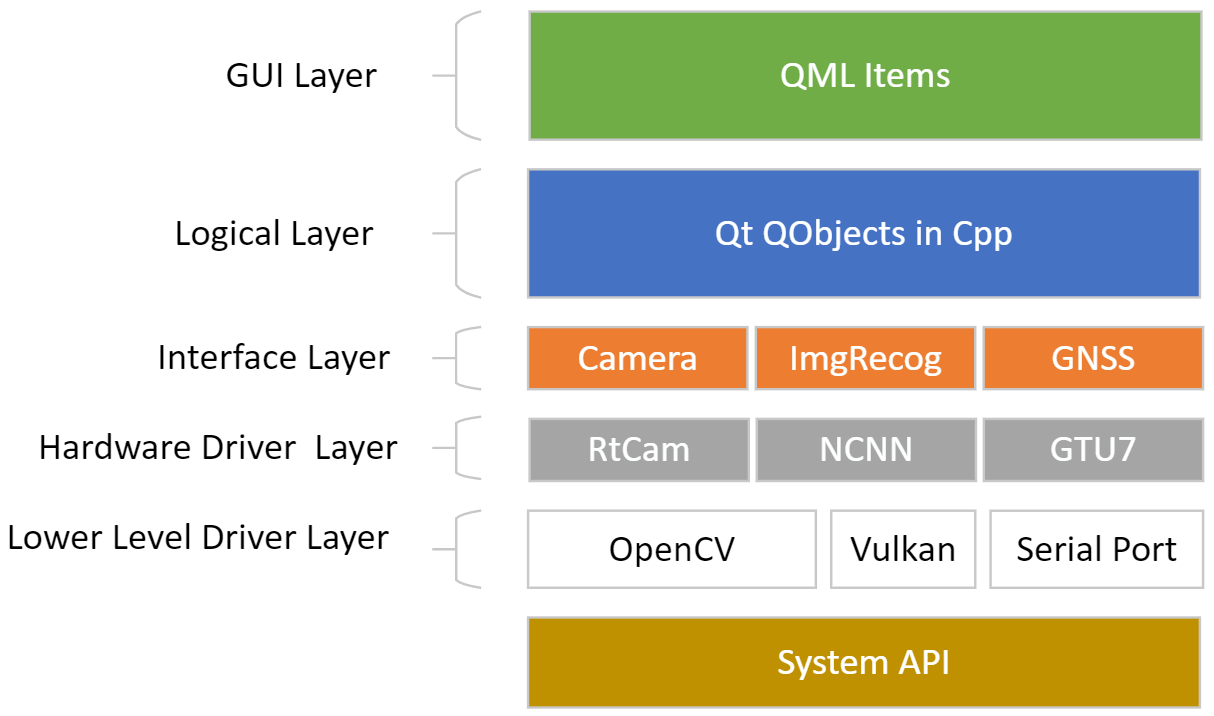 GUI Layer
QML Items
Logical Layer
Qt QObjects in Cpp
Interface Layer
Camera
ImgRecog
GNSS
Hardware Driver  Layer
RtCam
NCNN
GTU7
Lower Level Driver Layer
OpenCV
Vulkan
Serial Port
System API